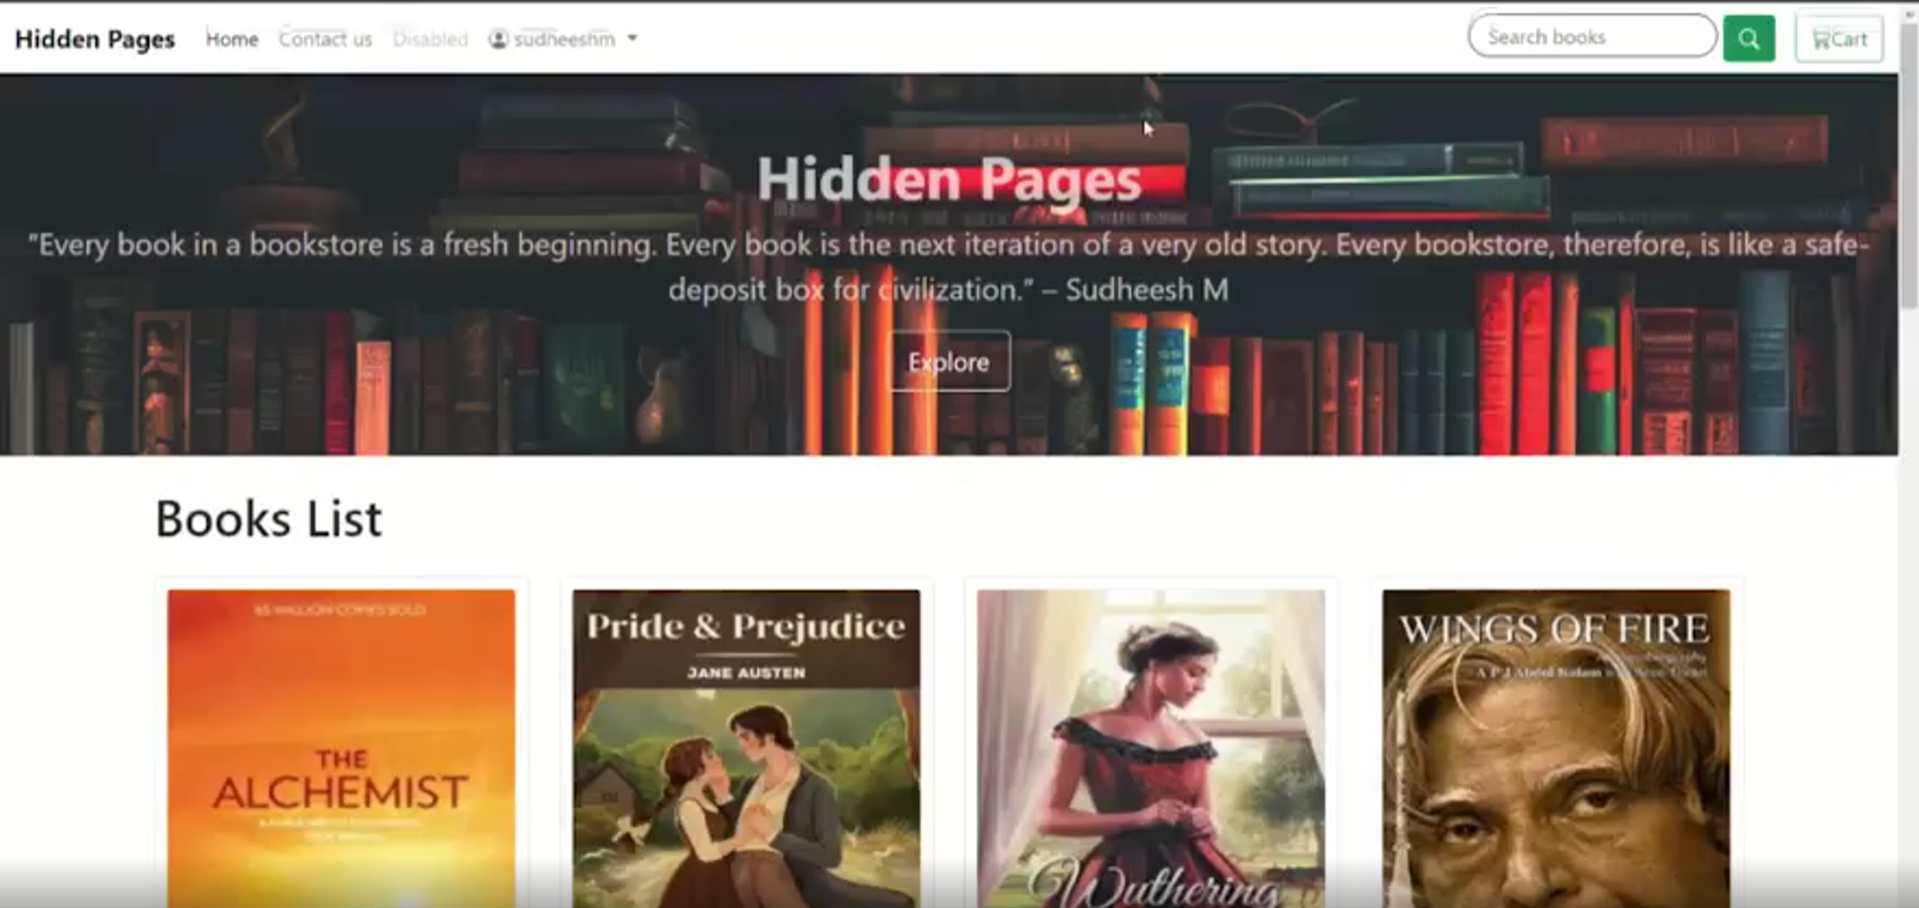 Hidden Pages Home Contact us Disabled sudheeshm Search books Cart
Hidden Pages
"Every book in a bookstore is a fresh beginning. Every book is the next iteration of a very old story. Every bookstore, therefore, is like a safe-
deposit box for civilization." – Sudheesh M
Explore
Books List
65 MILLION COPIES SOLD
THE
ALCHEMIST
Pride & Prejudice
JANE AUSTEN
Wuthering
WINGS OF FIRE
A P J Abdul Kalam